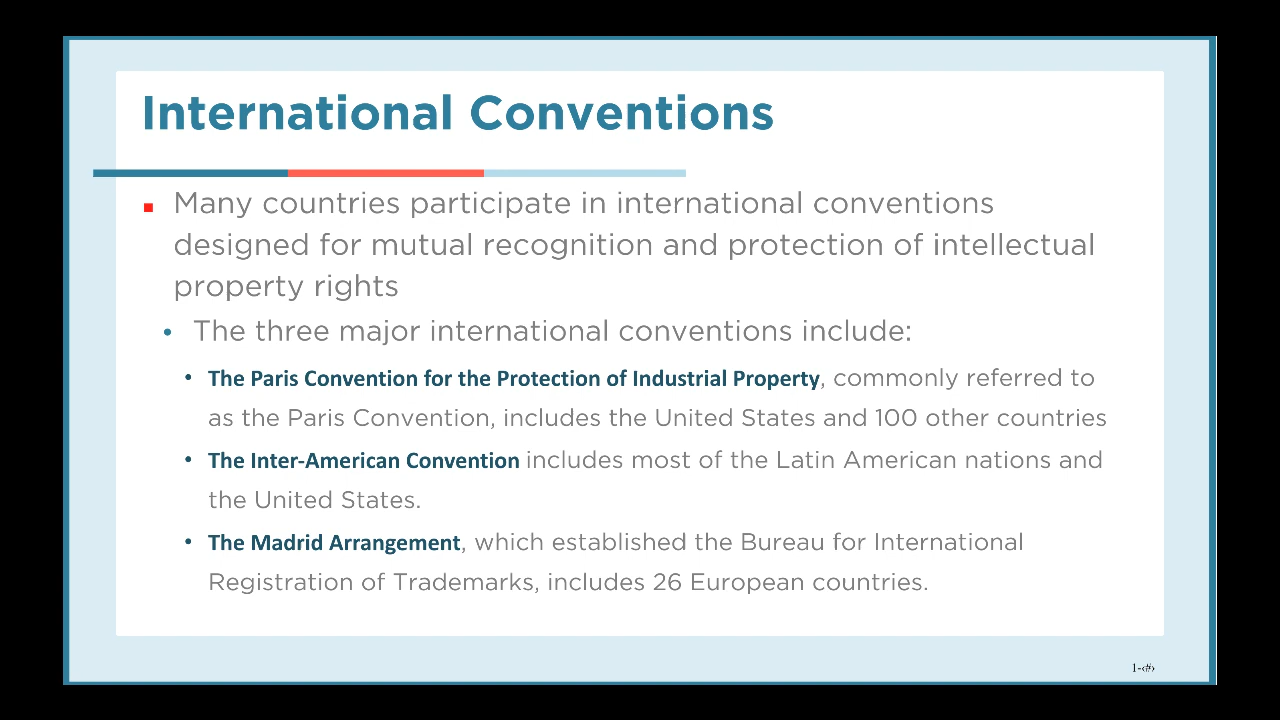 International Conventions
▪ Many countries participate in international conventions
designed for mutual recognition and protection of intellectual
property rights
• The three major international conventions include:
• The Paris Convention for the Protection of Industrial Property, commonly referred to
as the Paris Convention, includes the United States and 100 other countries
• The Inter-American Convention includes most of the Latin American nations and
the United States.
• The Madrid Arrangement, which established the Bureau for International
Registration of Trademarks, includes 26 European countries.
1-‹#›